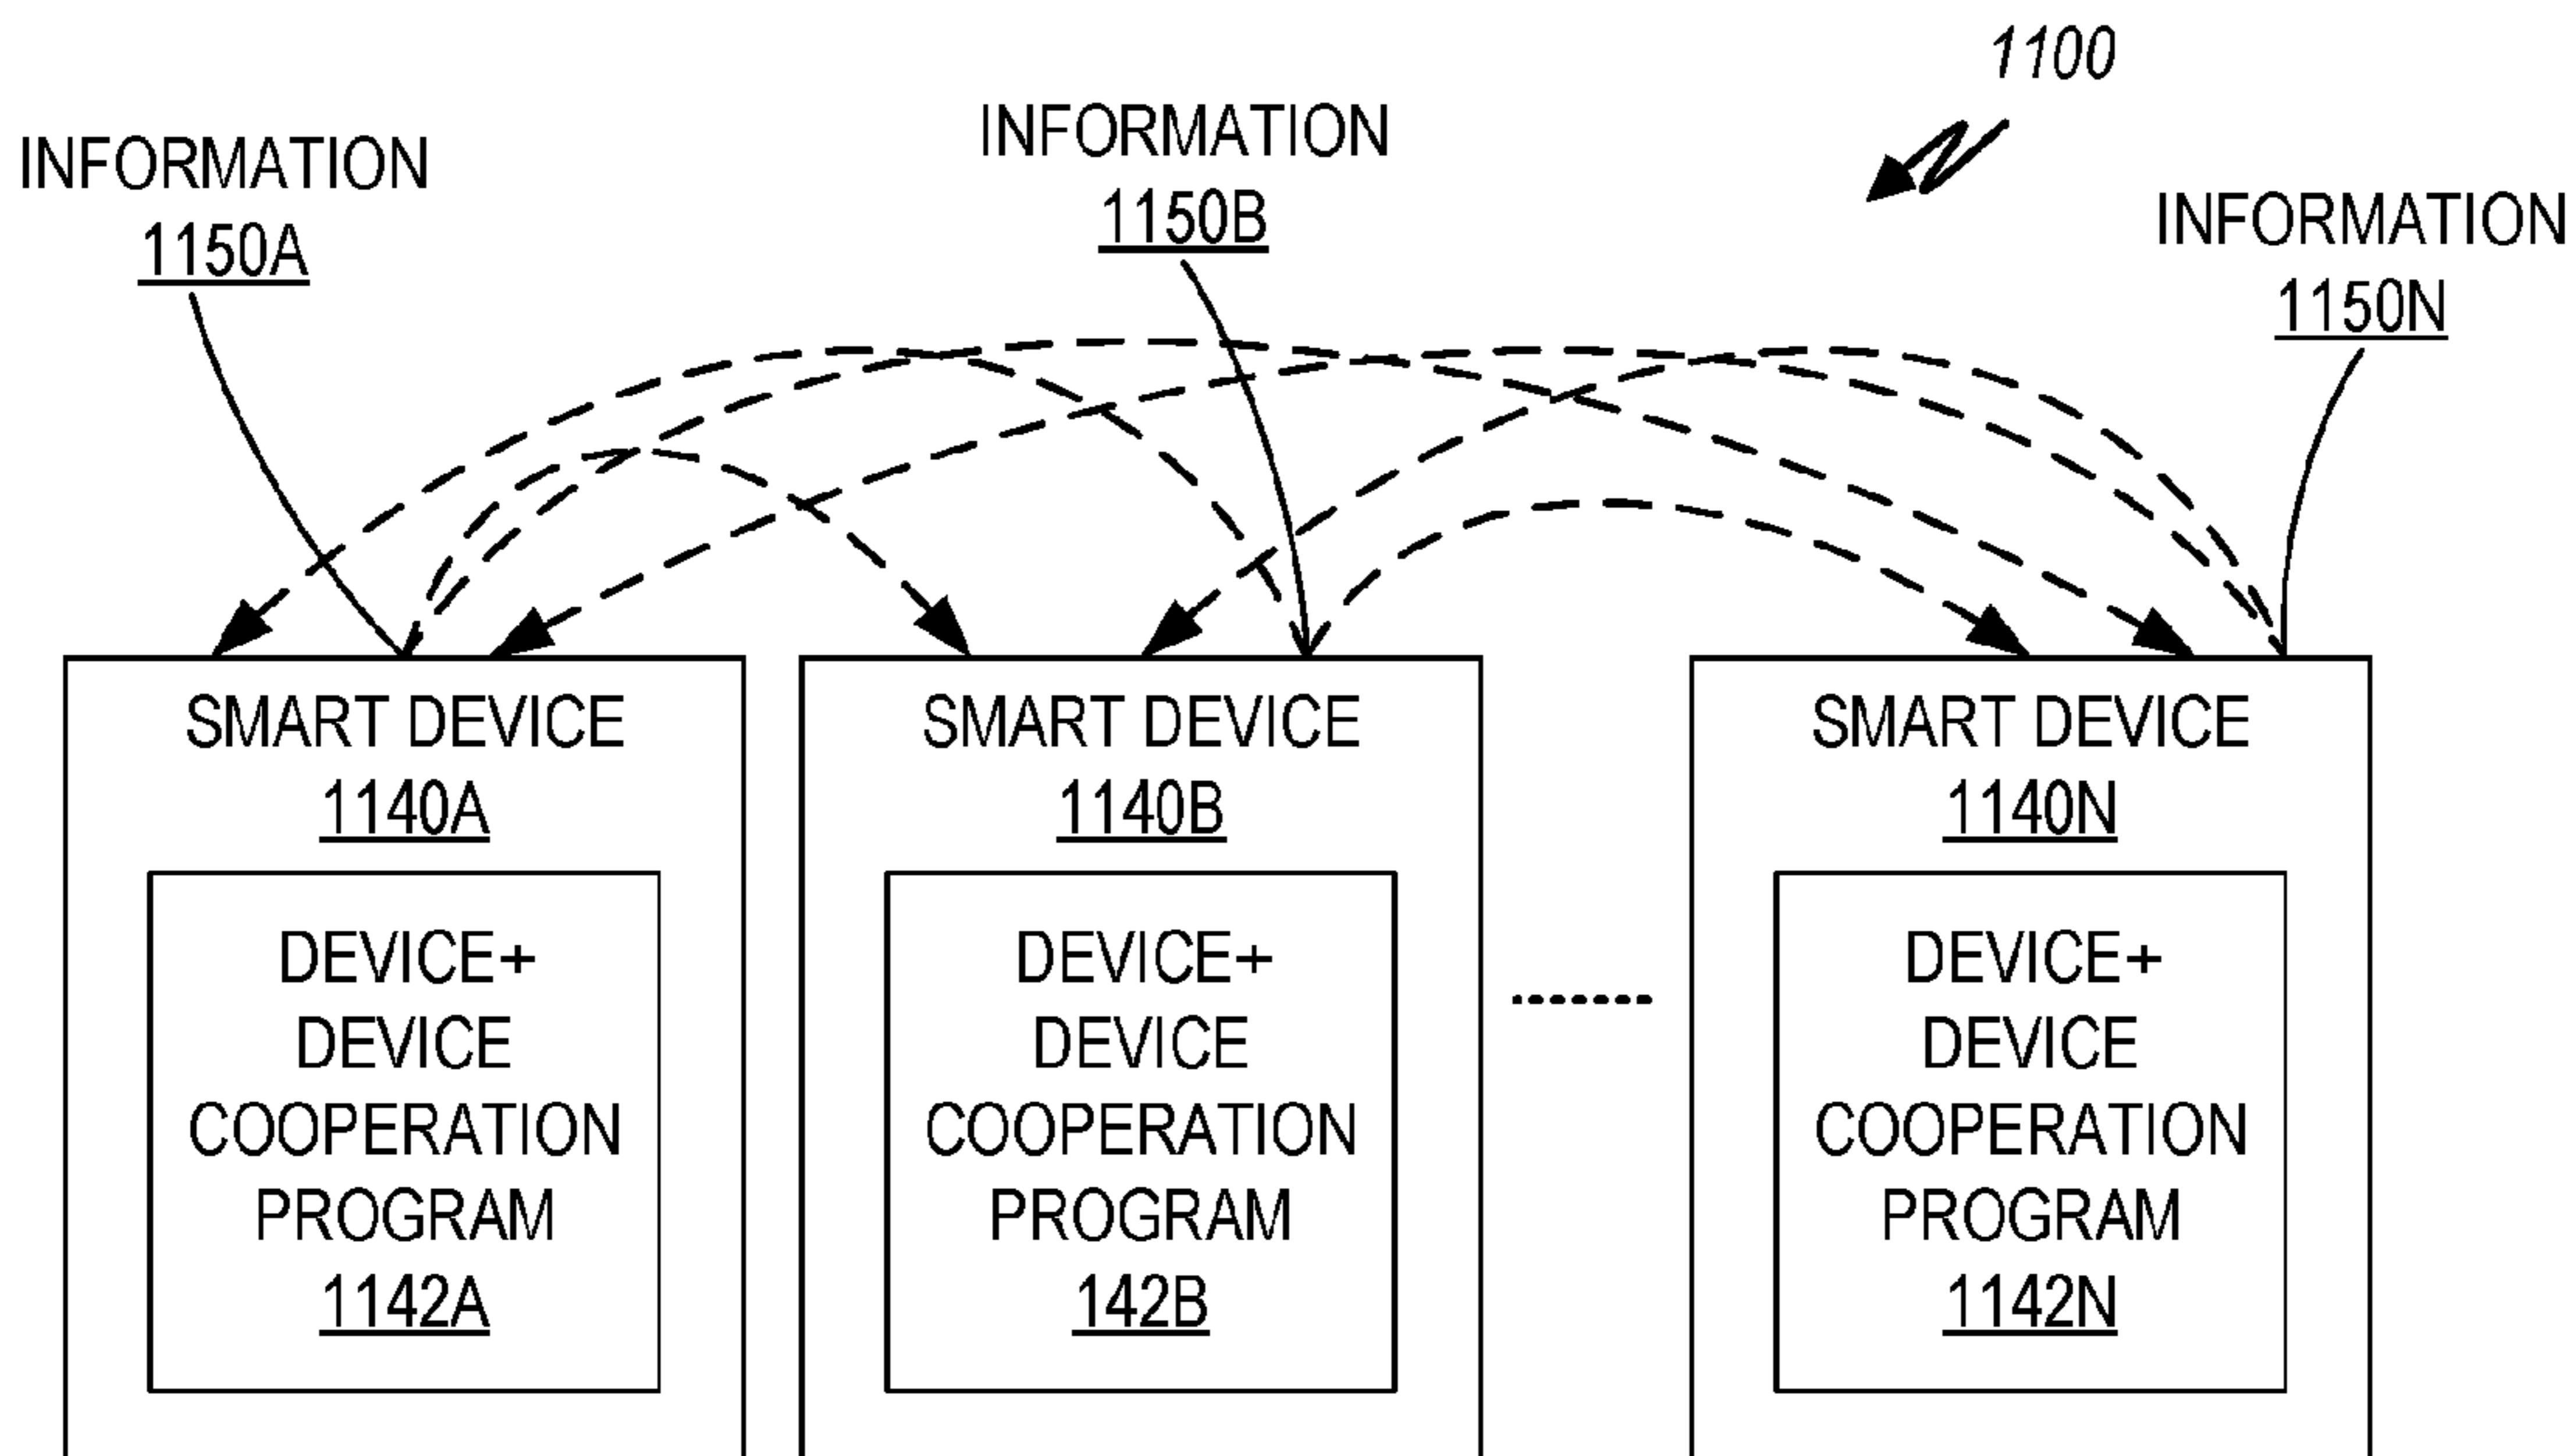 1100
INFORMATION
1150A
INFORMATION
1150B
INFORMATION
1150N
SMART DEVICE
1140A
DEVICE+
DEVICE
COOPERATION
PROGRAM
1142A
SMART DEVICE
1140B
DEVICE+
DEVICE
COOPERATION
PROGRAM
142B
SMART DEVICE
1140N
DEVICE+
DEVICE
COOPERATION
PROGRAM
1142N